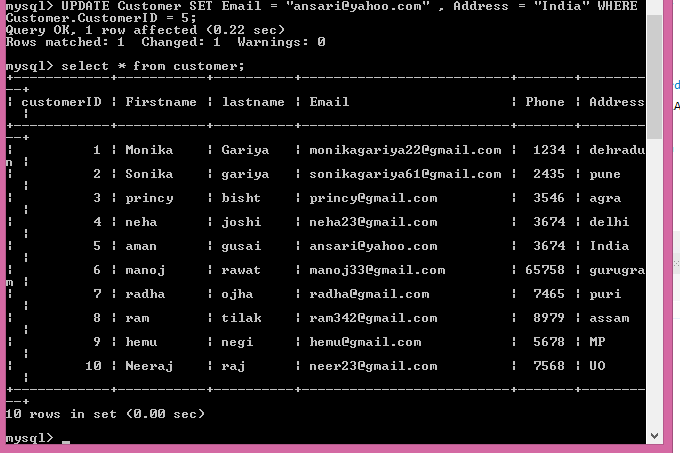 mysql> UPDATE Customer SET Email = "ansari@yahoo.com" , Address = "India" WHERE
Customer.CustomerID = 5;
Query OK, 1 row affected (0.22 sec)
Rows matched: 1  Changed: 1  Warnings: 0
mysql> select * from customer;
+------------+-----------+----------+--------------------------+-------+--------
--+
| customerID | Firstname | lastname | Email                    | Phone | Address
  |
+------------+-----------+----------+--------------------------+-------+--------
--+
|          1 | Monika    | Gariya   | monikagariya22@gmail.com |  1234 | dehradu
n |
|          2 | Sonika    | gariya   | sonikagariya61@gmail.com |  2435 | pune
  |
|          3 | princy    | bisht    | princy@gmail.com         |  3546 | agra
  |
|          4 | neha      | joshi    | neha23@gmail.com         |  3674 | delhi
  |
|          5 | aman      | gusai    | ansari@yahoo.com         |  3674 | India
  |
|          6 | manoj     | rawat    | manoj33@gmail.com        | 65758 | gurugra
m |
|          7 | radha     | ojha     | radha@gmail.com          |  7465 | puri
  |
|          8 | ram       | tilak    | ram342@gmail.com         |  8979 | assam
  |
|          9 | hemu      | negi     | hemu@gmail.com           |  5678 | MP
  |
|         10 | Neeraj    | raj      | neer23@gmail.com         |  7568 | UO
  |
+------------+-----------+----------+--------------------------+-------+--------
--+
10 rows in set (0.00 sec)
mysql> _